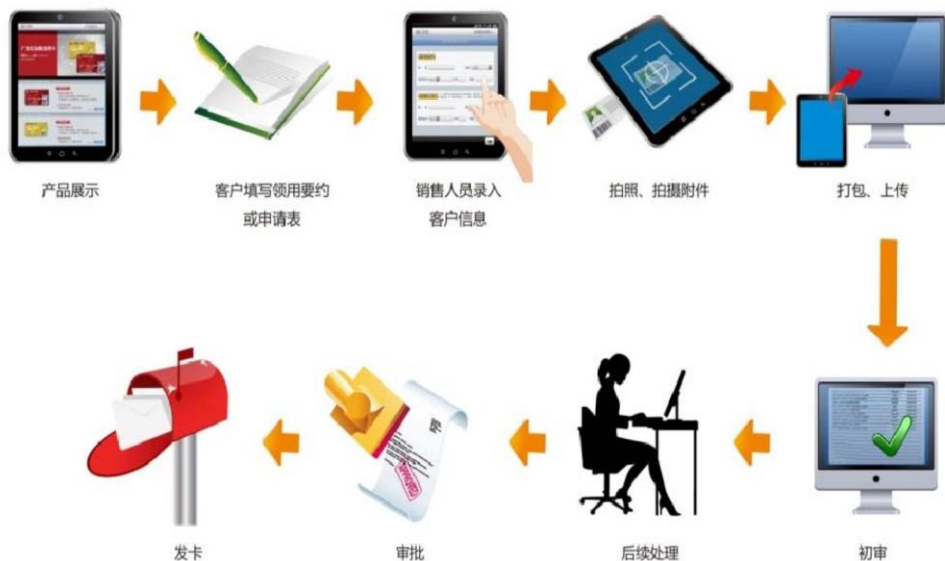 产品展示
客户填写领用要约
或申请表
销售人员录入
客户信息
拍照、拍摄附件
打包、上传
初审
后续处理
审批
APPROVED
发卡